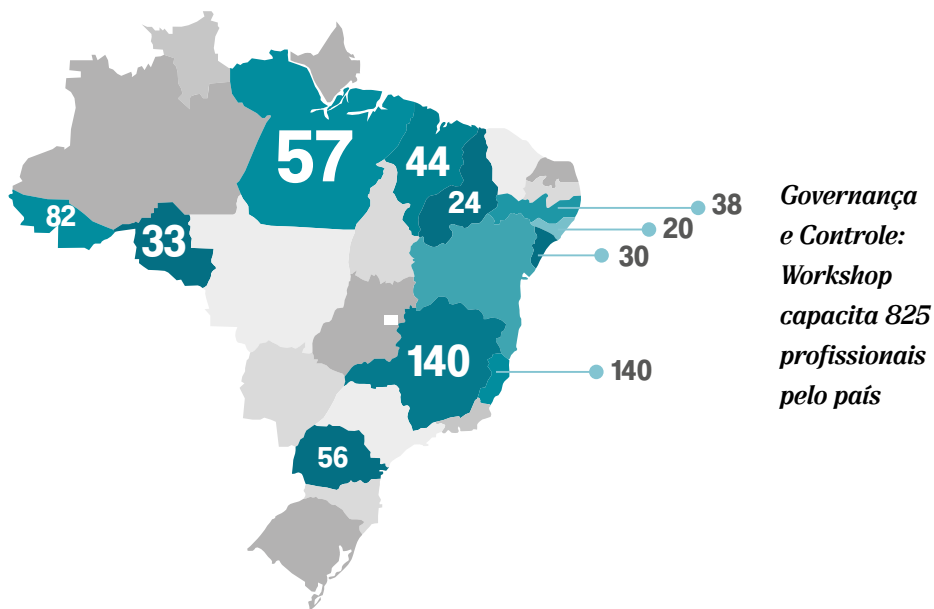 57
44
24
38
82
20
33
30
140
140
56
Governança
e Controle:
Workshop
capacita 825
profissionais
pelo país